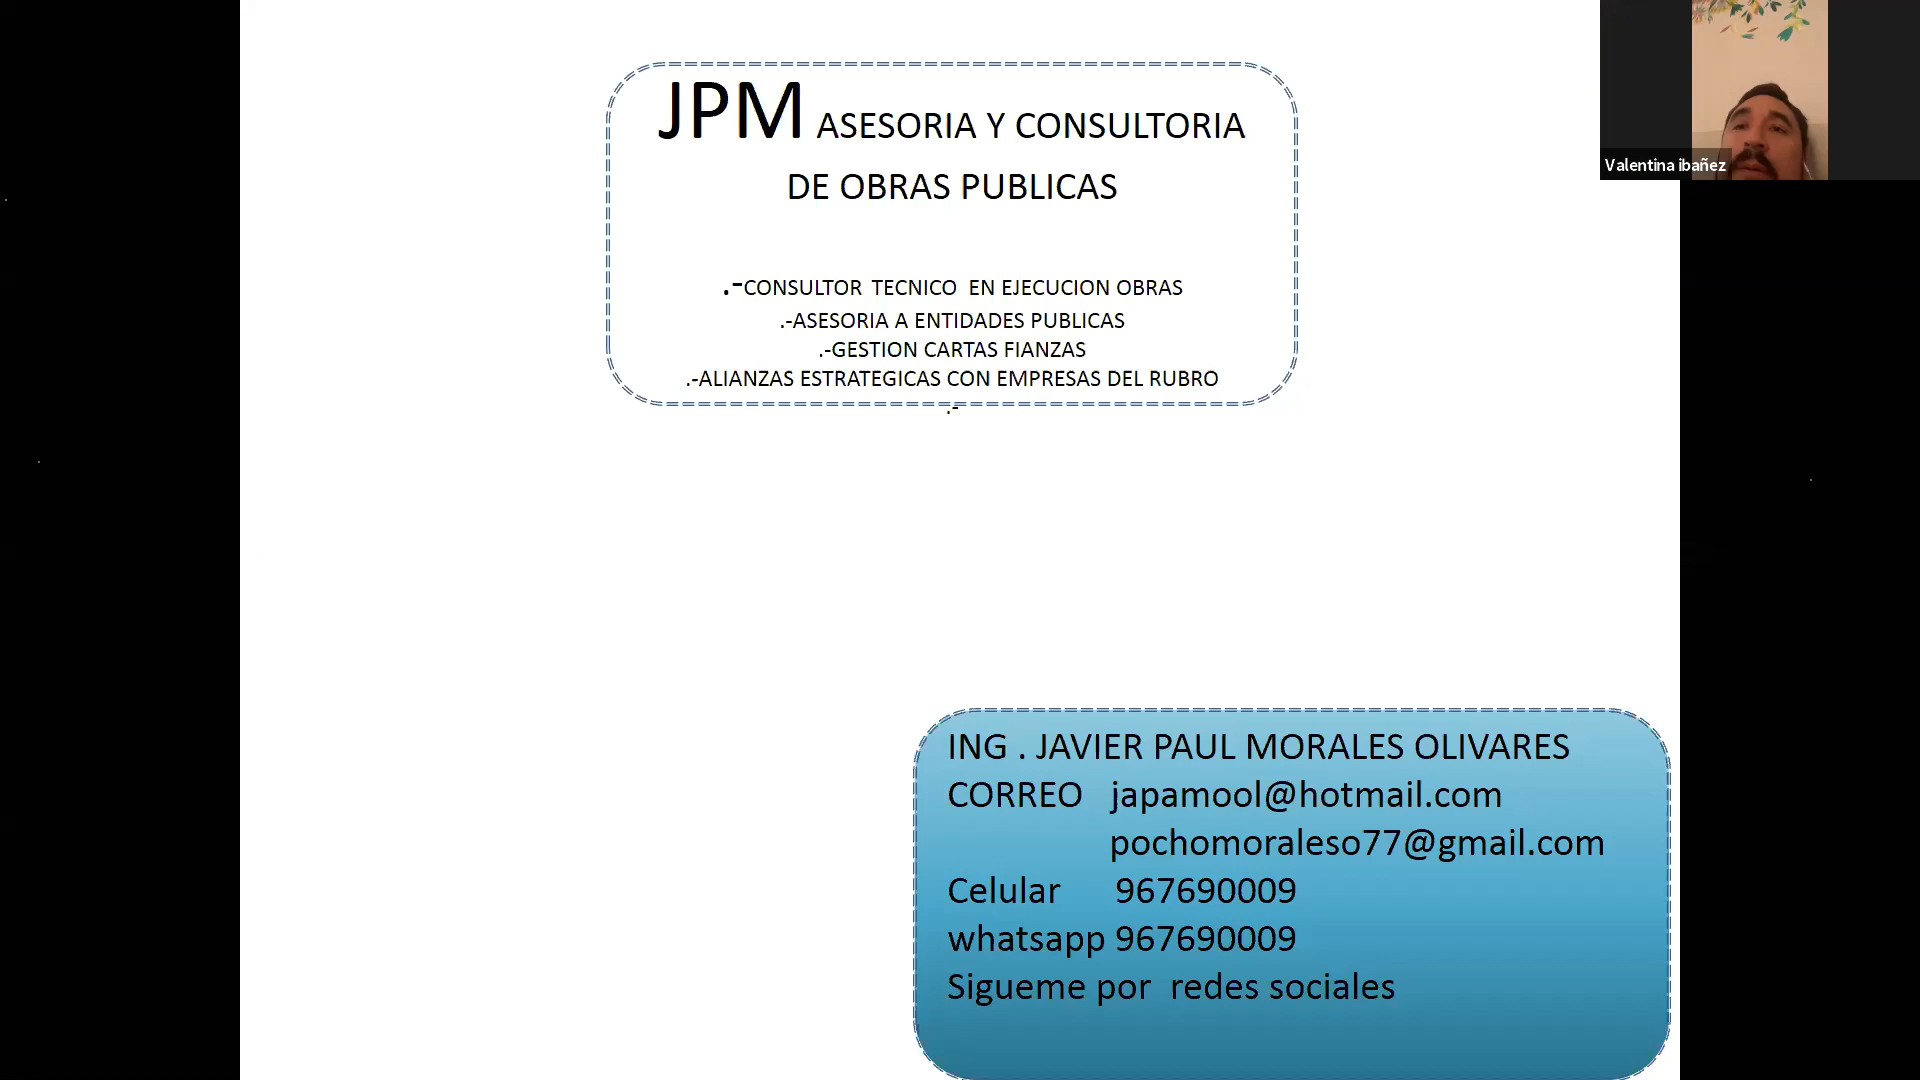 JPM ASESORIA Y CONSULTORIA
DE OBRAS PUBLICAS
.-CONSULTOR TECNICO EN EJECUCION OBRAS
.-ASESORIA A ENTIDADES PUBLICAS
.-GESTION CARTAS FIANZAS
.-ALIANZAS ESTRATEGICAS CON EMPRESAS DEL RUBRO
.-
Valentina ibañez
ING . JAVIER PAUL MORALES OLIVARES
CORREO japamool@hotmail.com
pochomoraleso77@gmail.com
Celular 967690009
whatsapp 967690009
Sigueme por redes sociales